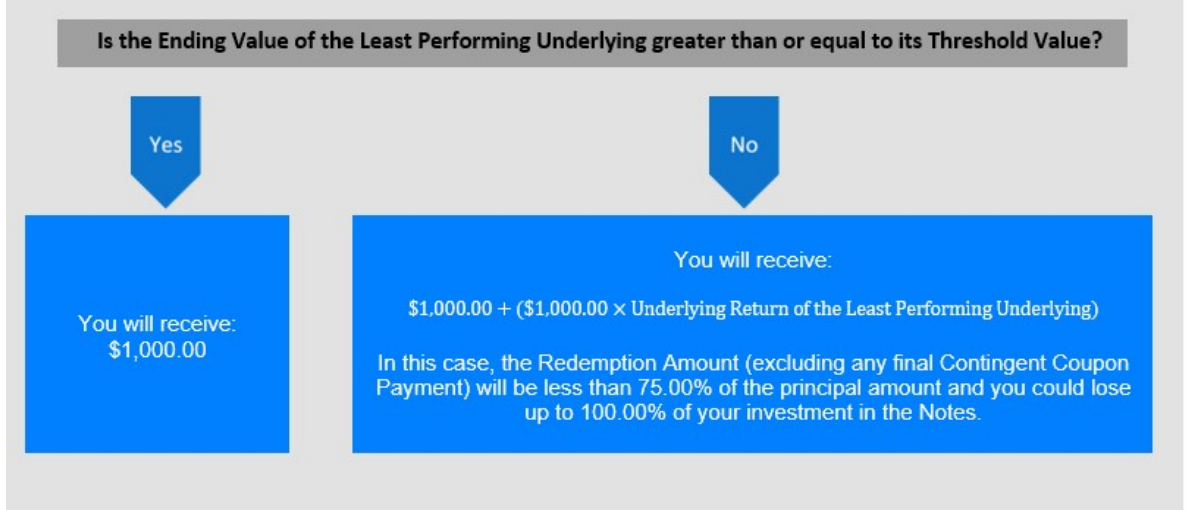 Is the Ending Value of the Least Performing Underlying greater than or equal to its Threshold Value?
Yes
No
You will receive:
$1,000.00
You will receive:
$1,000.00 + ($1,000.00 × Underlying Return of the Least Performing Underlying)
In this case, the Redemption Amount (excluding any final Contingent Coupon
Payment) will be less than 75.00% of the principal amount and you could lose
up to 100.00% of your investment in the Notes.